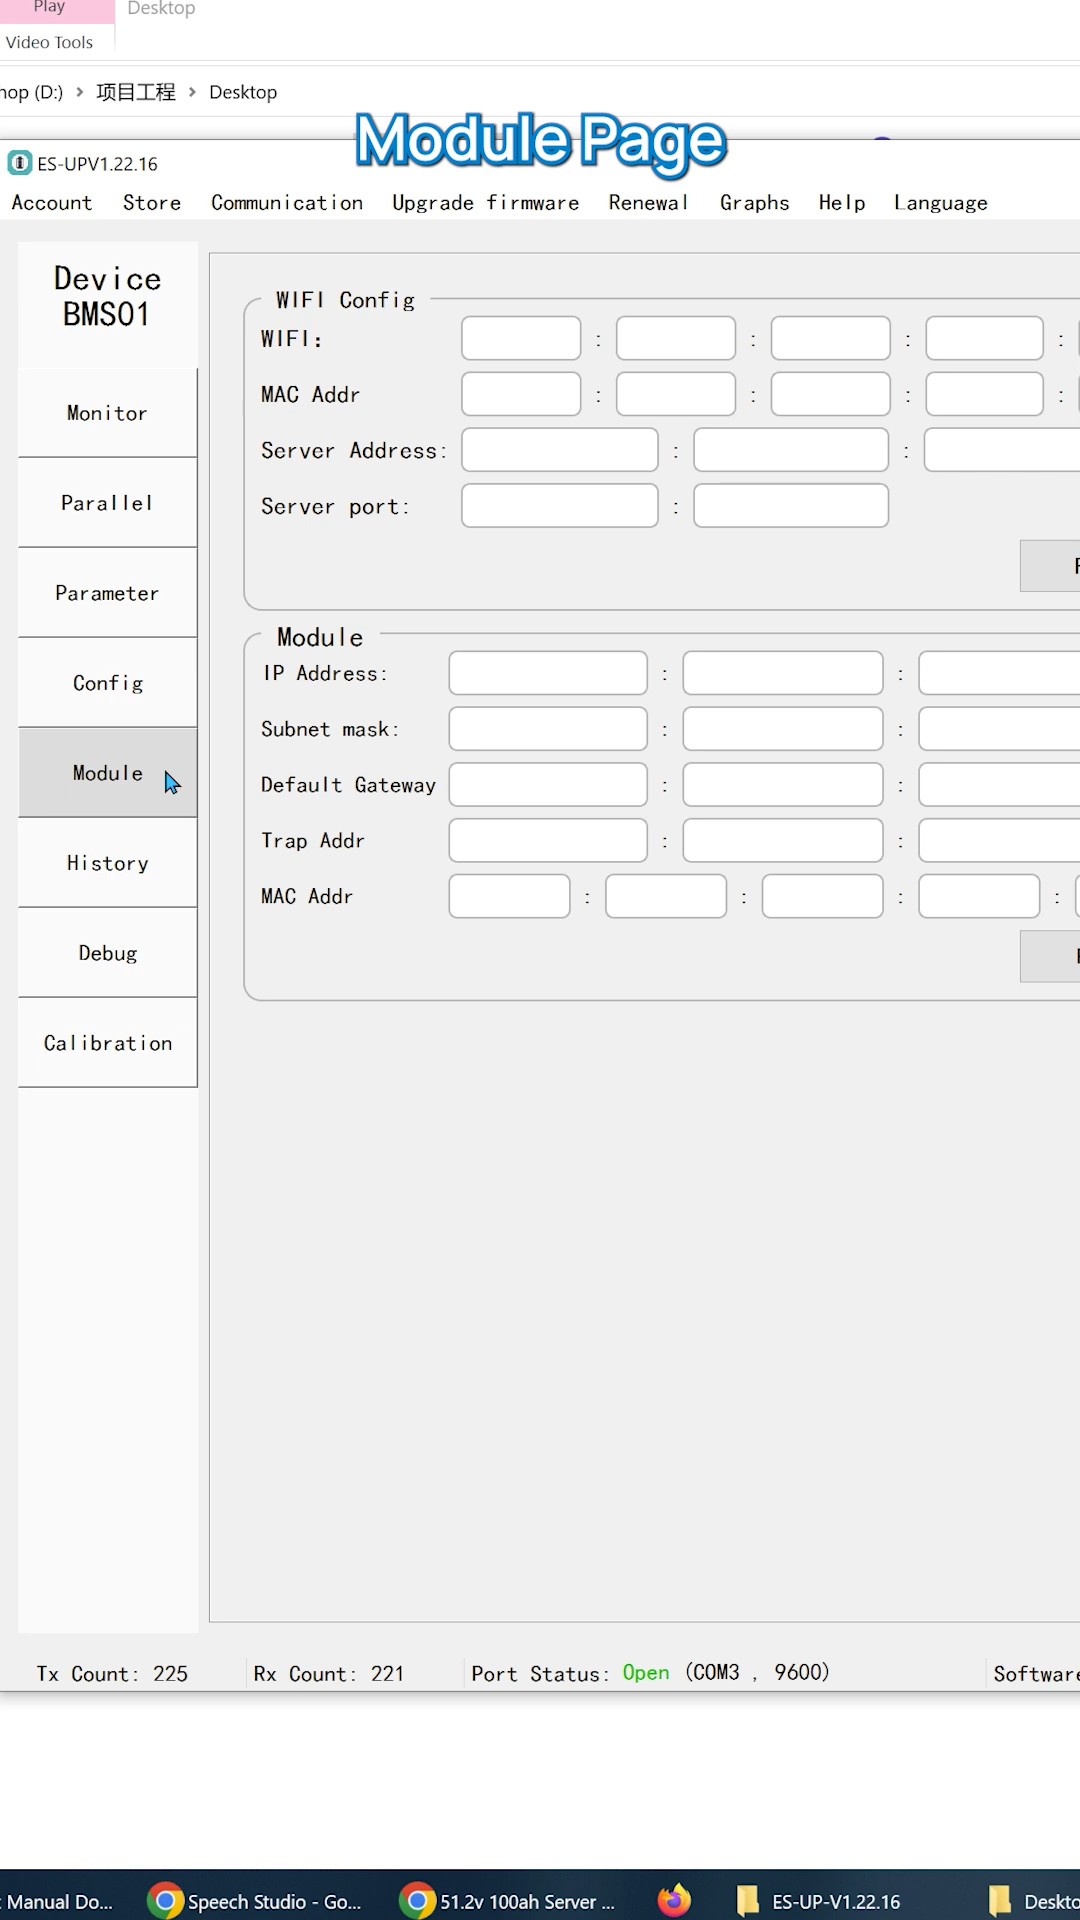 Play
Desktop
Video Tools
hop (D:) > 项目工程 > Desktop
Module Page
ES-UPV1.22.16
Account Store Communication Upgrade firmware Renewal Graphs Help Language
Device
BMS01
Monitor
Parallel
Parameter
Config
Module
History
Debug
Calibration
WIFI Config
WIFI: : : : :
MAC Addr : : : :
Server Address: : :
Server port: :
Module
IP Address: : :
Subnet mask: : :
Default Gateway : :
Trap Addr : :
MAC Addr : : : :
Tx Count: 225 Rx Count: 221 Port Status: Open (COM3 , 9600) Software
Manual Do... Speech Studio - Go... 51.2v 100ah Server ... ES-UP-V1.22.16 Deskto